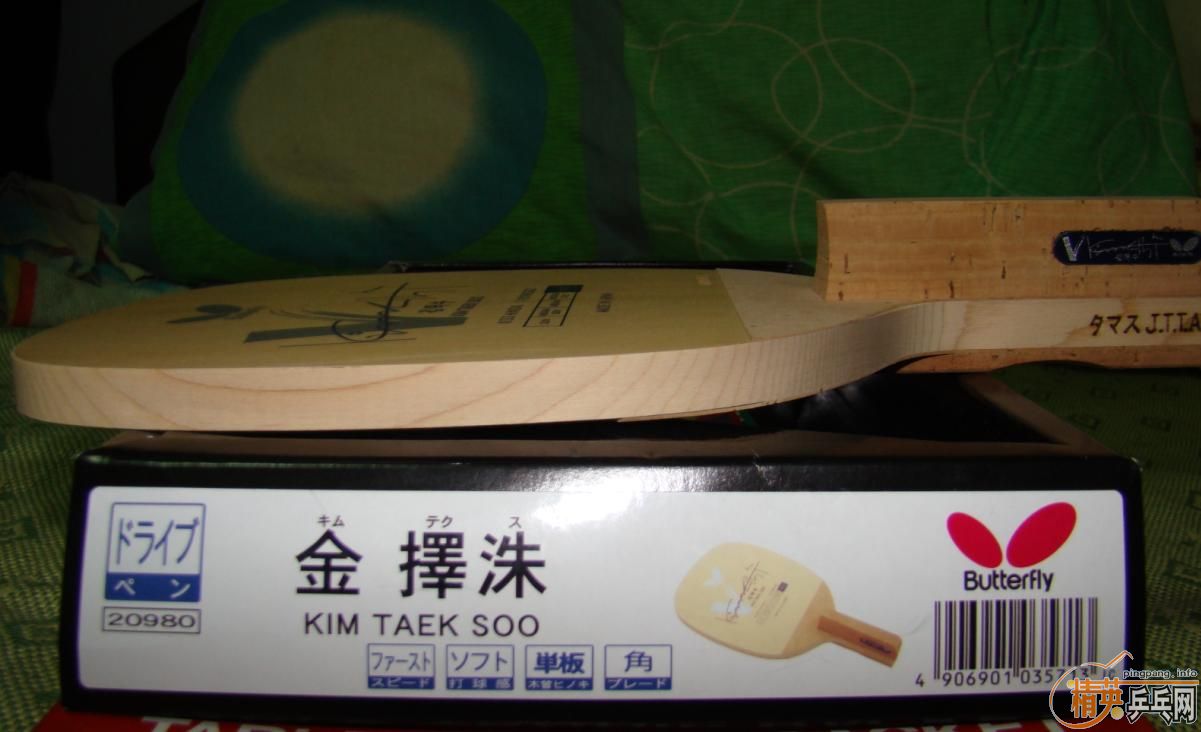 タマス J.T.T.A
ドライブ
ペン
20980
キム テク ス
金 擇 洙
KIM TAEK SOO
ファースト
スピード
ソフト
打球感
単板
木曽ヒノキ
角
ブレード
Butterfly
4 906901 035
pingpang.info
精英乒乓网